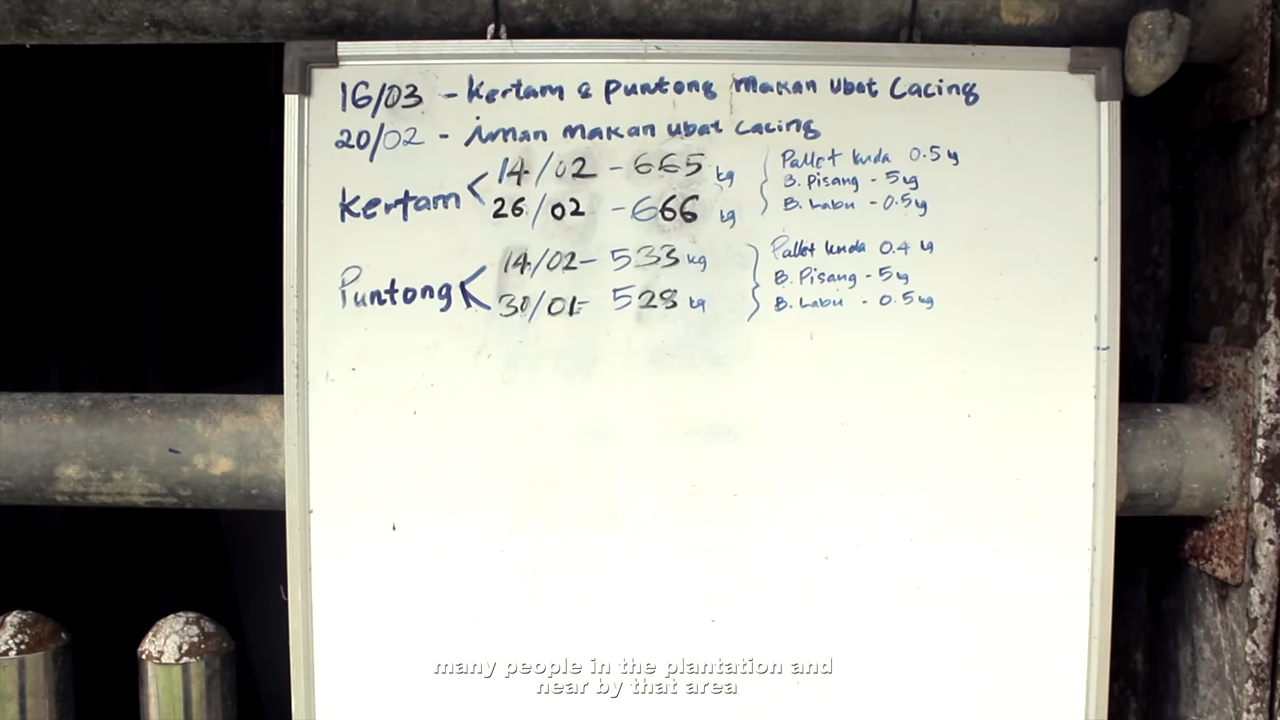 16/03 - Kertam & Puntong Makan Ubat Cacing
20/02 - Iman Makan Ubat Cacing
Kertam < 14/02 - 665 kg } Pallet kuda 0.5 kg
26/02 - 666 kg B. Pisang - 5 kg
B. Labu - 0.5 kg
Puntong < 14/02 - 533 kg } Pallet kuda 0.4 kg
30/01 - 528 kg B. Pisang - 5 kg
B. Labu - 0.5 kg
many people in the plantation and
near by that area